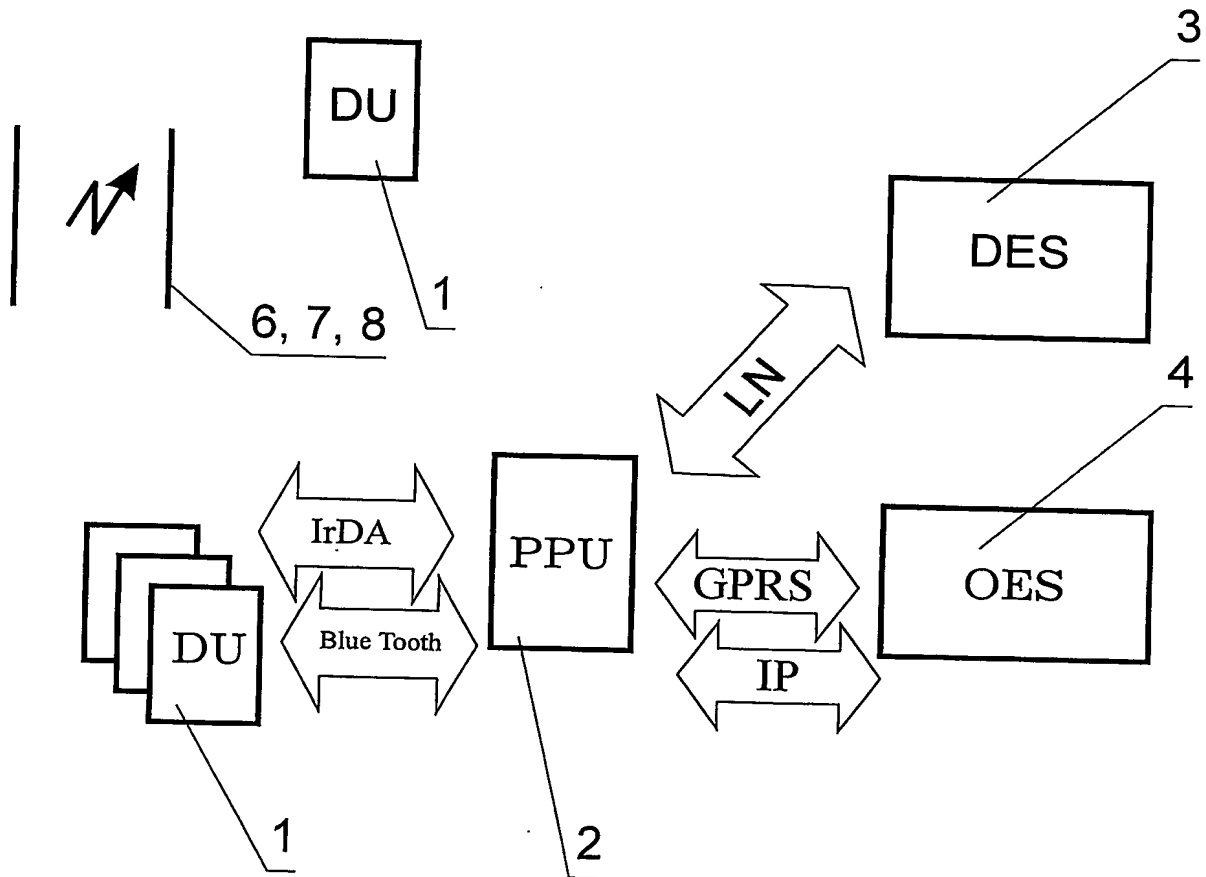 3
DU
DES
1
6, 7, 8
LN
4
IrDA
PPU
GPRS
OES
DU
Blue Tooth
IP
1
2